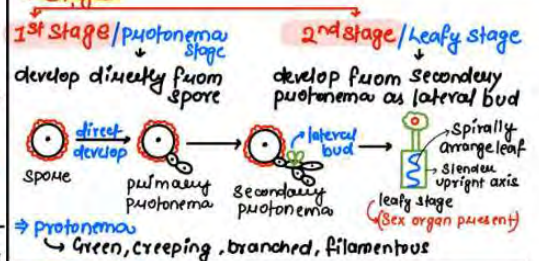 1st stage/protonema stage
2nd stage/Leafy stage
develop directly from spore
develop from secondary protonema as lateral bud
direct develop
lateral bud
spirally arrange leaf
slender upright axis
spore
primary protonema
secondary protonema
leafy stage
(sex organ present)
⇒ protonema
↳ Green, creeping, branched, filamentous